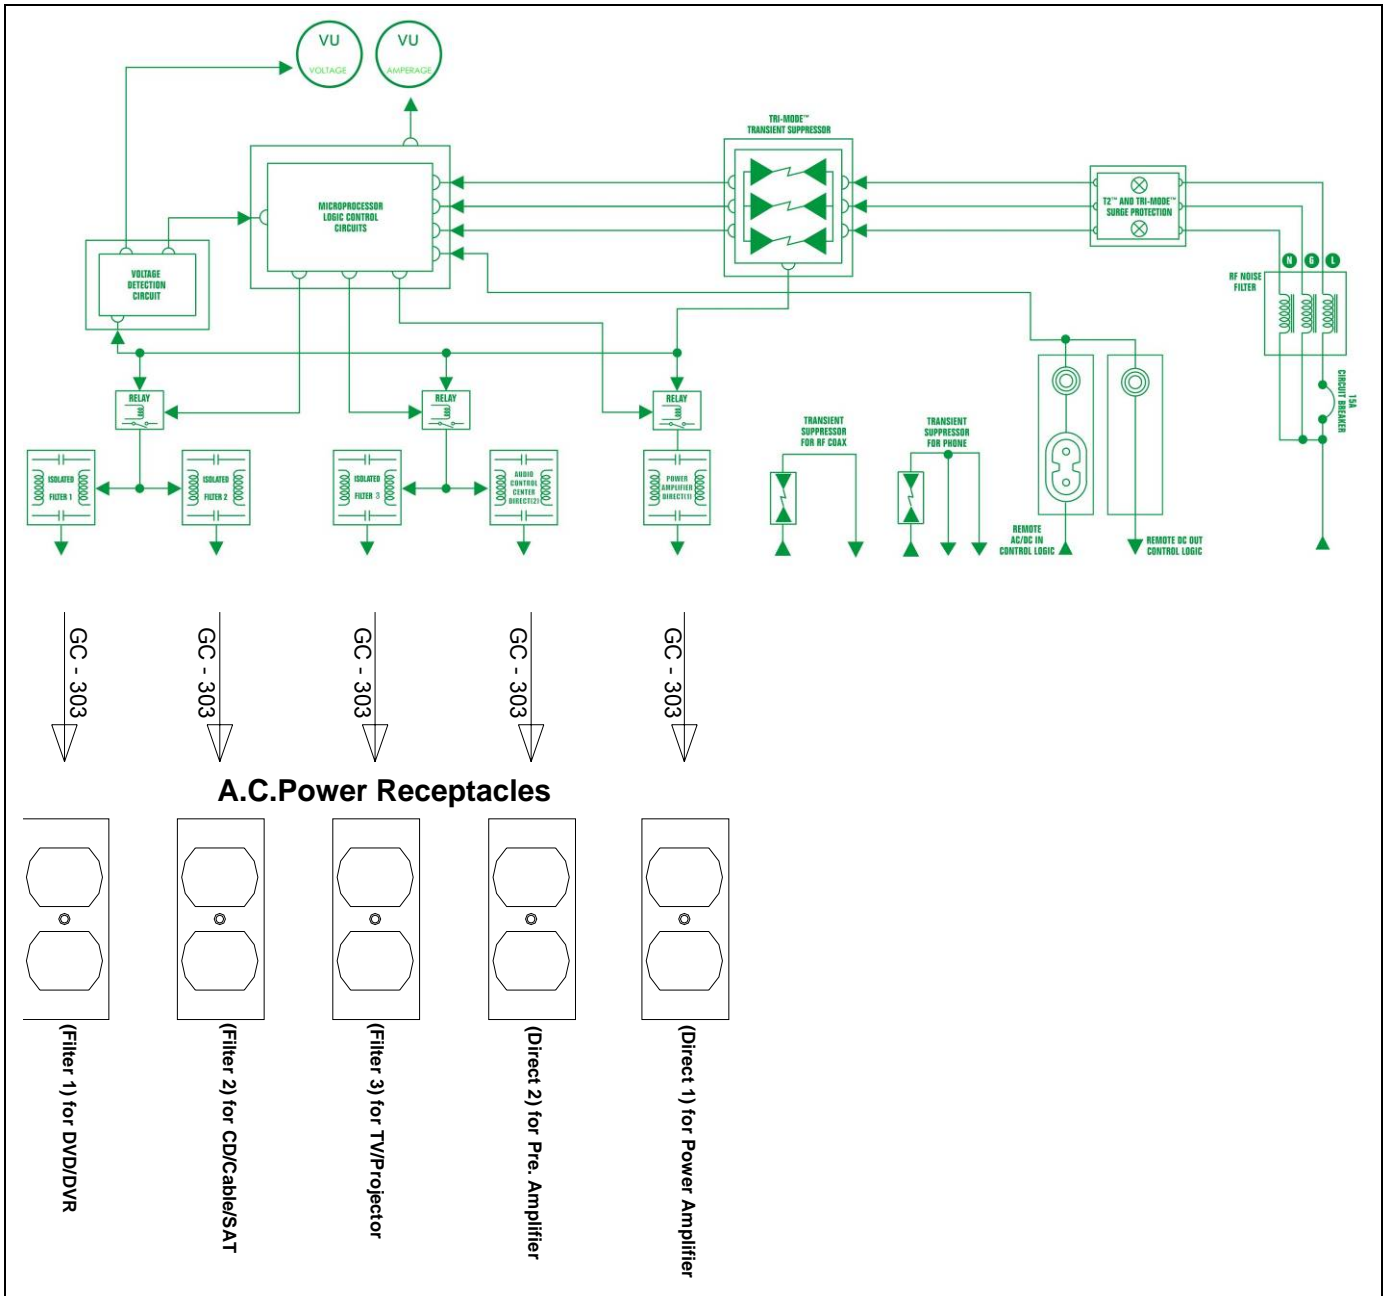 VU
VOLTAGE
VU
AMPERAGE
TRI-MODE™
TRANSIENT SUPPRESSOR
MICROPROCESSOR
LOGIC CONTROL
CIRCUITS
T2™ AND TRI-MODE™
SURGE PROTECTION
VOLTAGE
DETECTION
CIRCUIT
N G L
RF NOISE
FILTER
15A
CIRCUIT BREAKER
RELAY
RELAY
RELAY
ISOLATED
FILTER 1
ISOLATED
FILTER 2
ISOLATED
FILTER 3
AUDIO
CONTROL
CENTER
DIRECT(2)
POWER
AMPLIFIER
DIRECT(1)
TRANSIENT
SUPPRESSOR
FOR RF COAX
TRANSIENT
SUPPRESSOR
FOR PHONE
REMOTE
AC/DC IN
CONTROL LOGIC
REMOTE DC OUT
CONTROL LOGIC
GC - 303
GC - 303
GC - 303
GC - 303
GC - 303
A.C.Power Receptacles
(Filter 1) for DVD/DVR
(Filter 2) for CD/Cable/SAT
(Filter 3) for TV/Projector
(Direct 2) for Pre. Amplifier
(Direct 1) for Power Amplifier